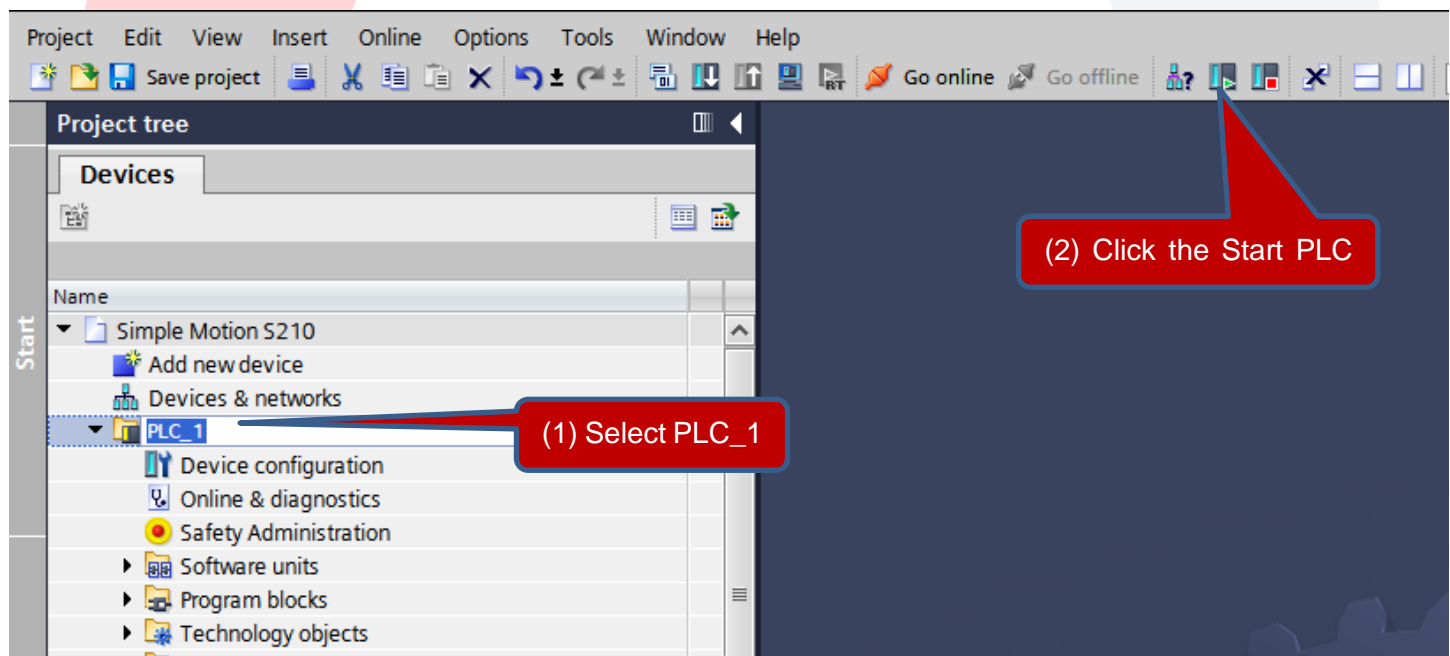 Project Edit View Insert Online Options Tools Window Help
Save project Go online Go offline
Project tree
Devices
(2) Click the Start PLC
Name
Start
Simple Motion S210
Add new device
Devices & networks
PLC_1
(1) Select PLC_1
Device configuration
Online & diagnostics
Safety Administration
Software units
Program blocks
Technology objects